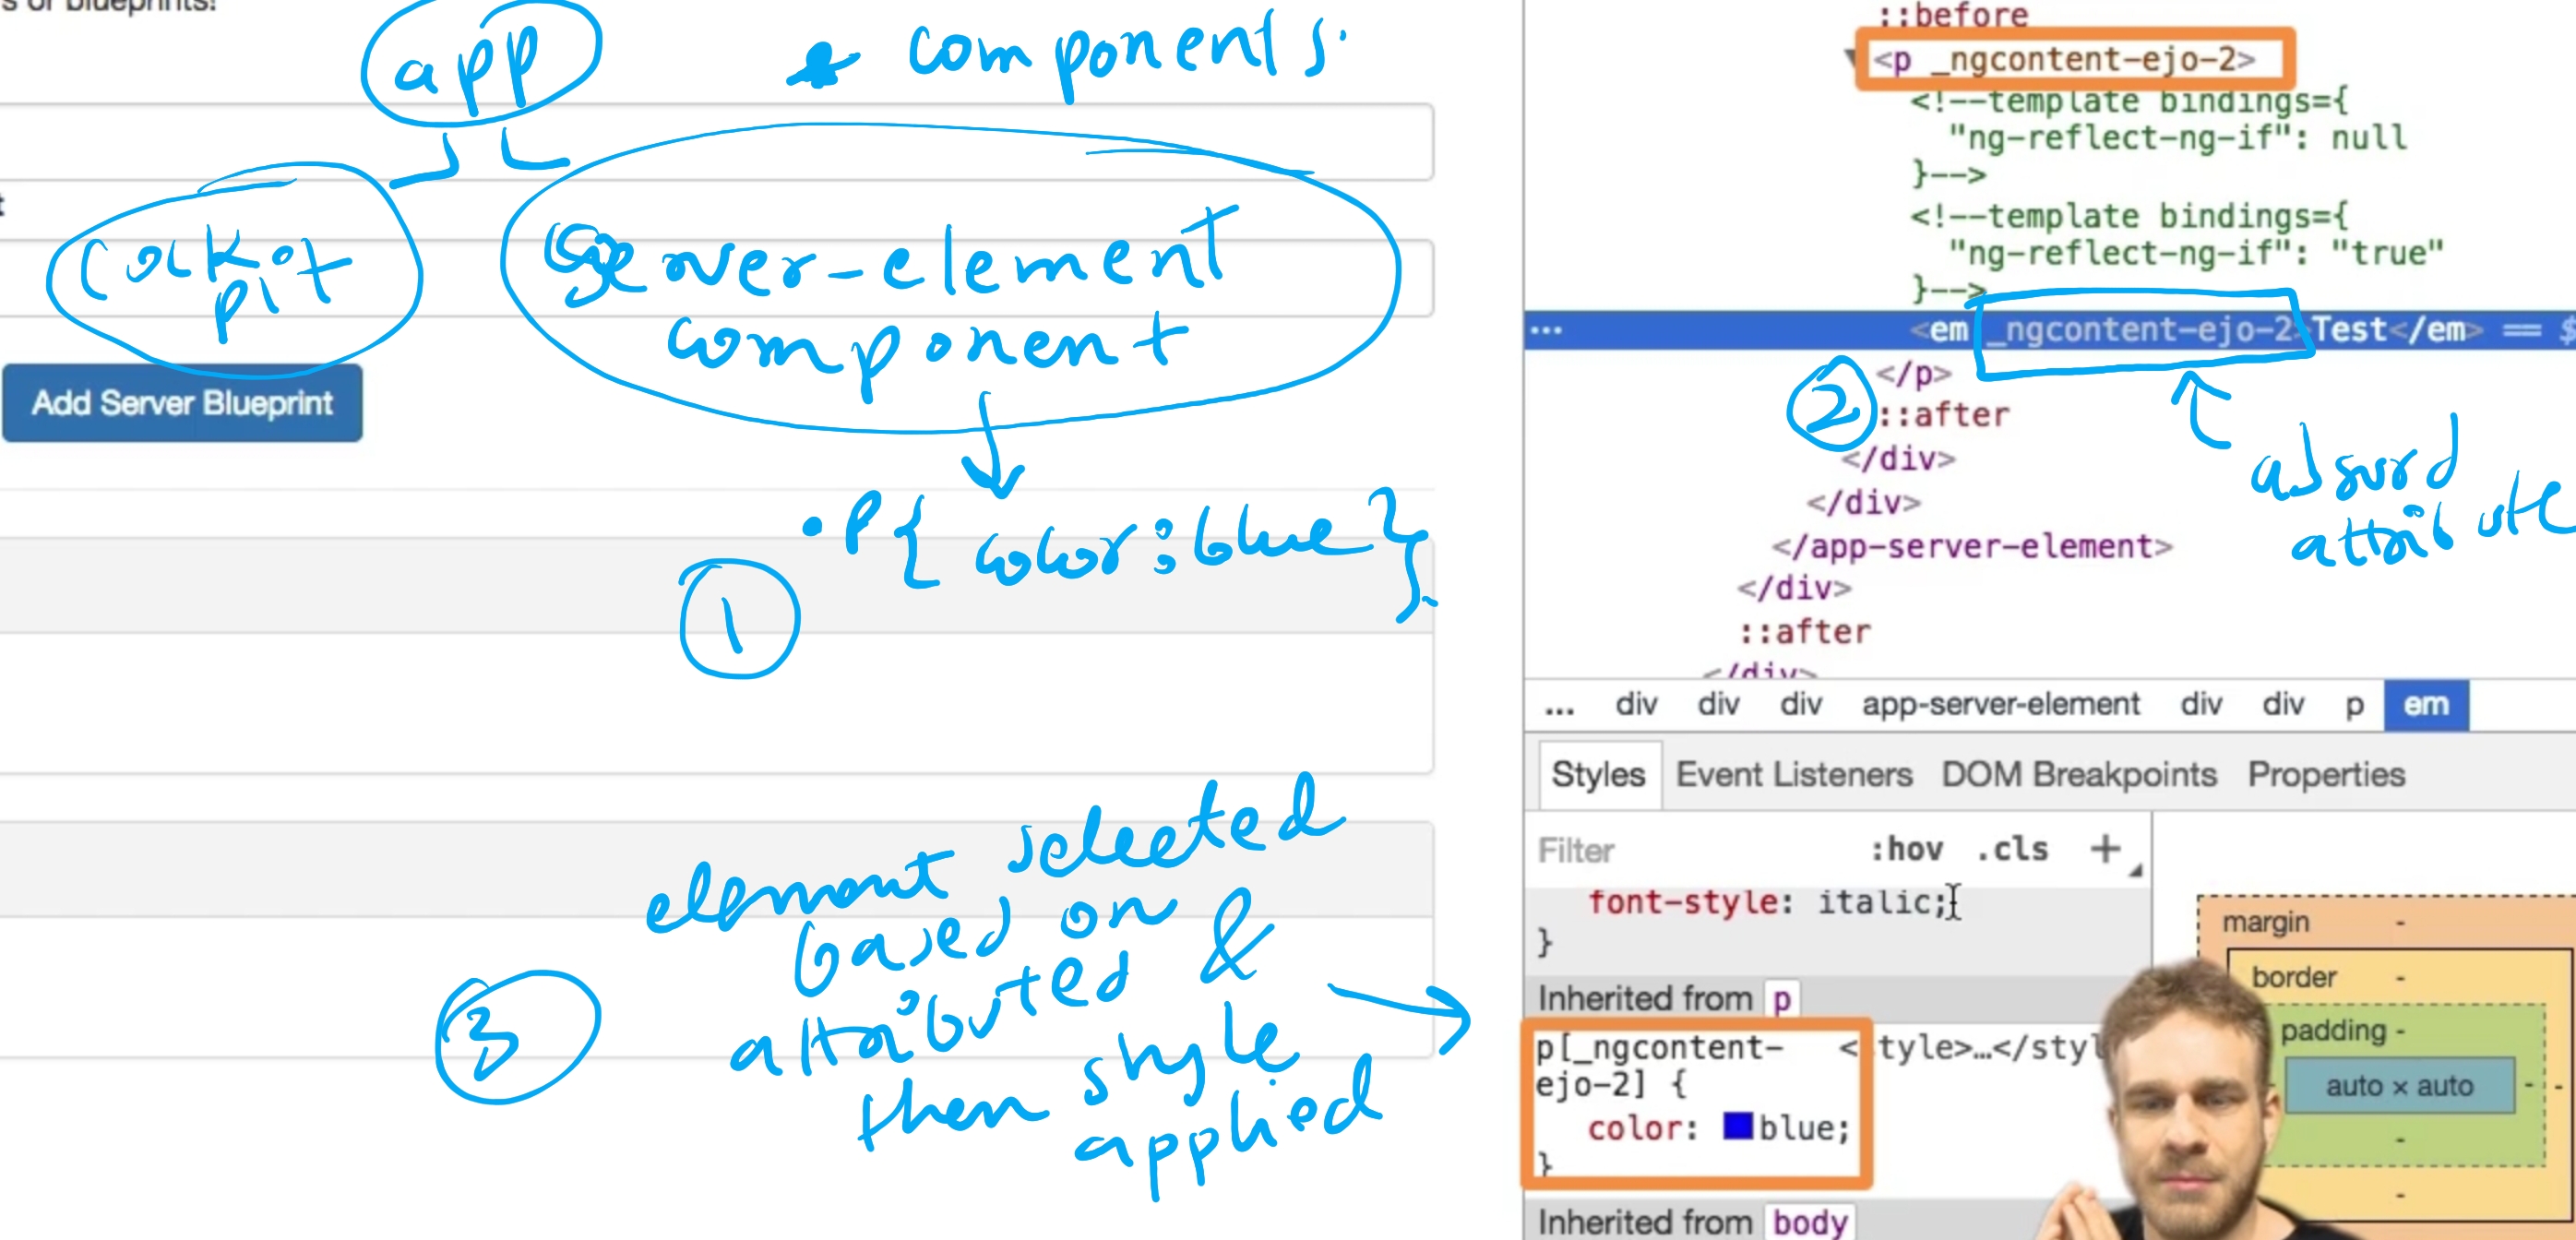 s or blueprints!
app
* components.
cockpit
server-element
component
Add Server Blueprint
.P{ color:blue }
1
element selected
based on
attributed &
then style
applied
3
::before
<p _ngcontent-ejo-2>
<!--template bindings={
"ng-reflect-ng-if": null
}-->
<!--template bindings={
"ng-reflect-ng-if": "true"
}-->
… <em _ngcontent-ejo-2>Test</em> == $
</p>
2
::after
</div>
absurd
attribute
</div>
</app-server-element>
</div>
::after
</div>
... div div div app-server-element div div p em
Styles Event Listeners DOM Breakpoints Properties
Filter :hov .cls +
font-style: italic;
}
Inherited from p
p[_ngcontent- <style>…</styl
ejo-2] {
color: blue;
}
Inherited from body
margin -
border -
padding -
auto × auto - -
-
-